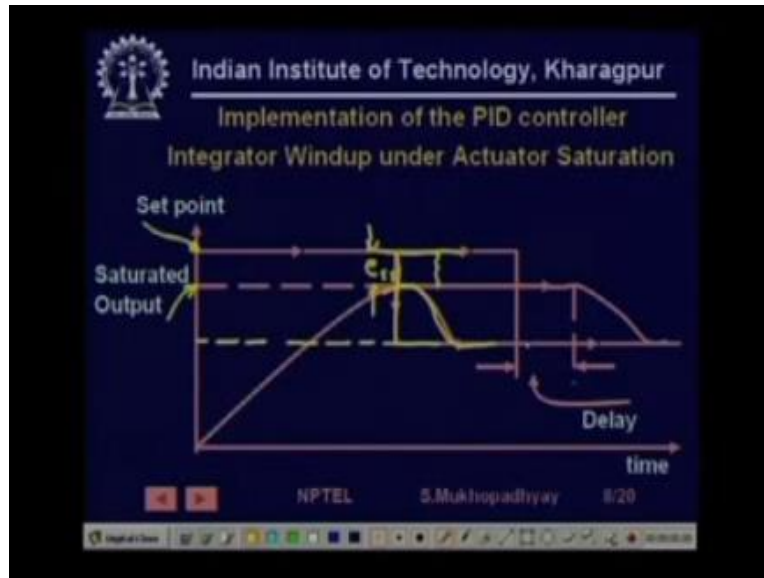 Indian Institute of Technology, Kharagpur
Implementation of the PID controller
Integrator Windup under Actuator Saturation
Set point
Saturated
Output
Delay
time
NPTEL S.Mukhopadhyay 8/20